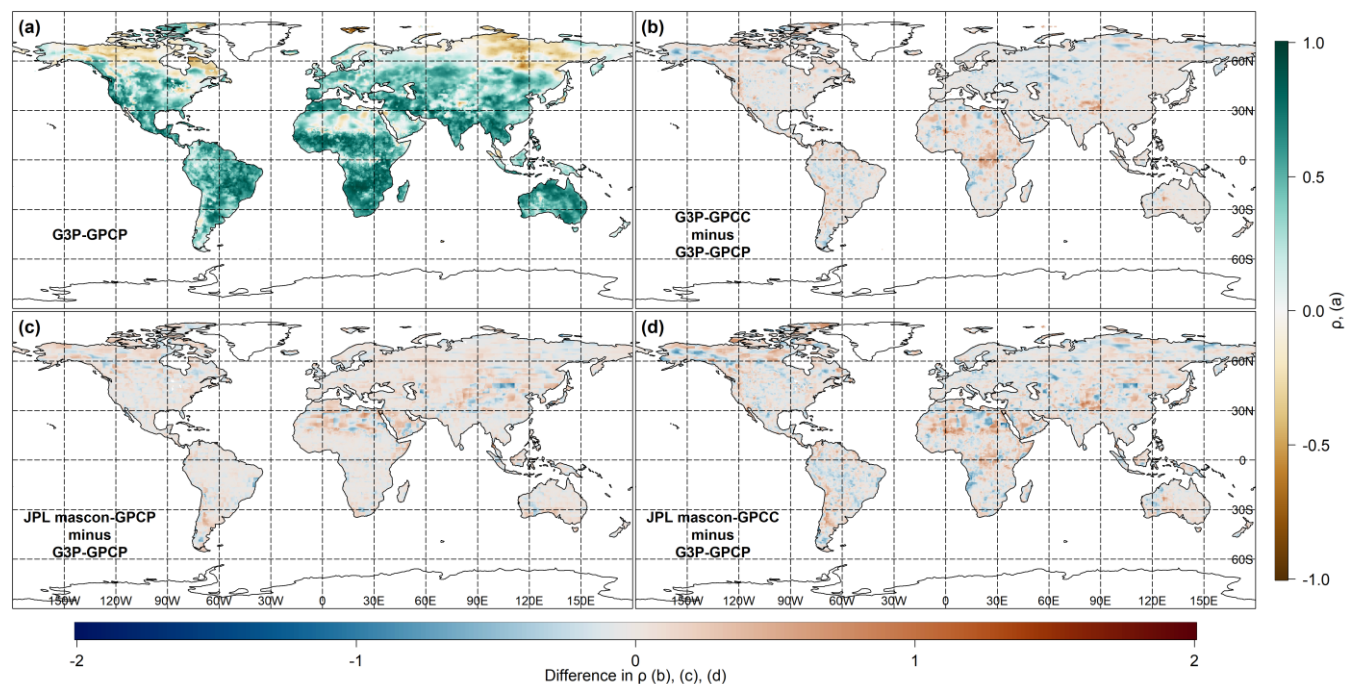 (a)
G3P-GPCP
(b)
60N
30N
0
30S
60S
G3P-GPCC
minus
G3P-GPCP
(c)
JPL mascon-GPCP
minus
G3P-GPCP
150W 120W 90W 60W 30W 0 30E 60E 90E 120E 150E
(d)
60N
30N
0
30S
60S
JPL mascon-GPCC
minus
G3P-GPCP
150W 120W 90W 60W 30W 0 30E 60E 90E 120E 150E
1.0
0.5
0.0
-0.5
-1.0
ρ, (a)
-2 -1 0 1 2
Difference in ρ (b), (c), (d)